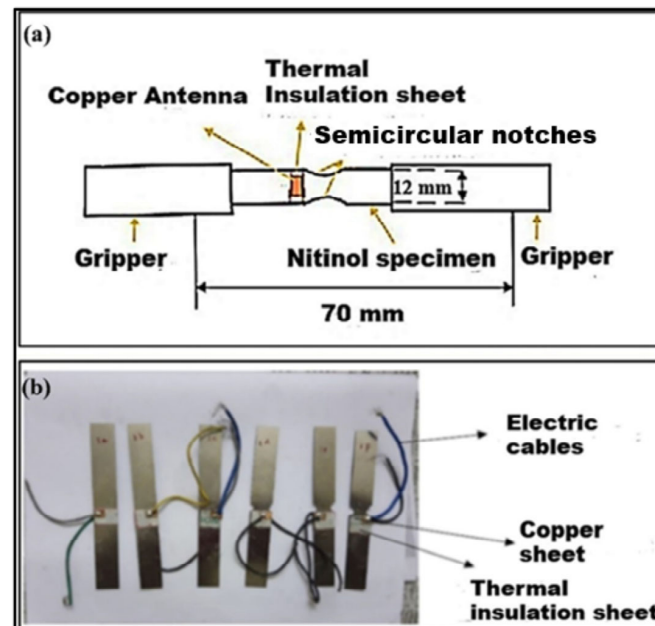 (a)
Thermal
Insulation sheet
Copper Antenna
Semicircular notches
12 mm
Gripper
Nitinol specimen
Gripper
70 mm
(b)
Electric
cables
Copper
sheet
Thermal
insulation sheet